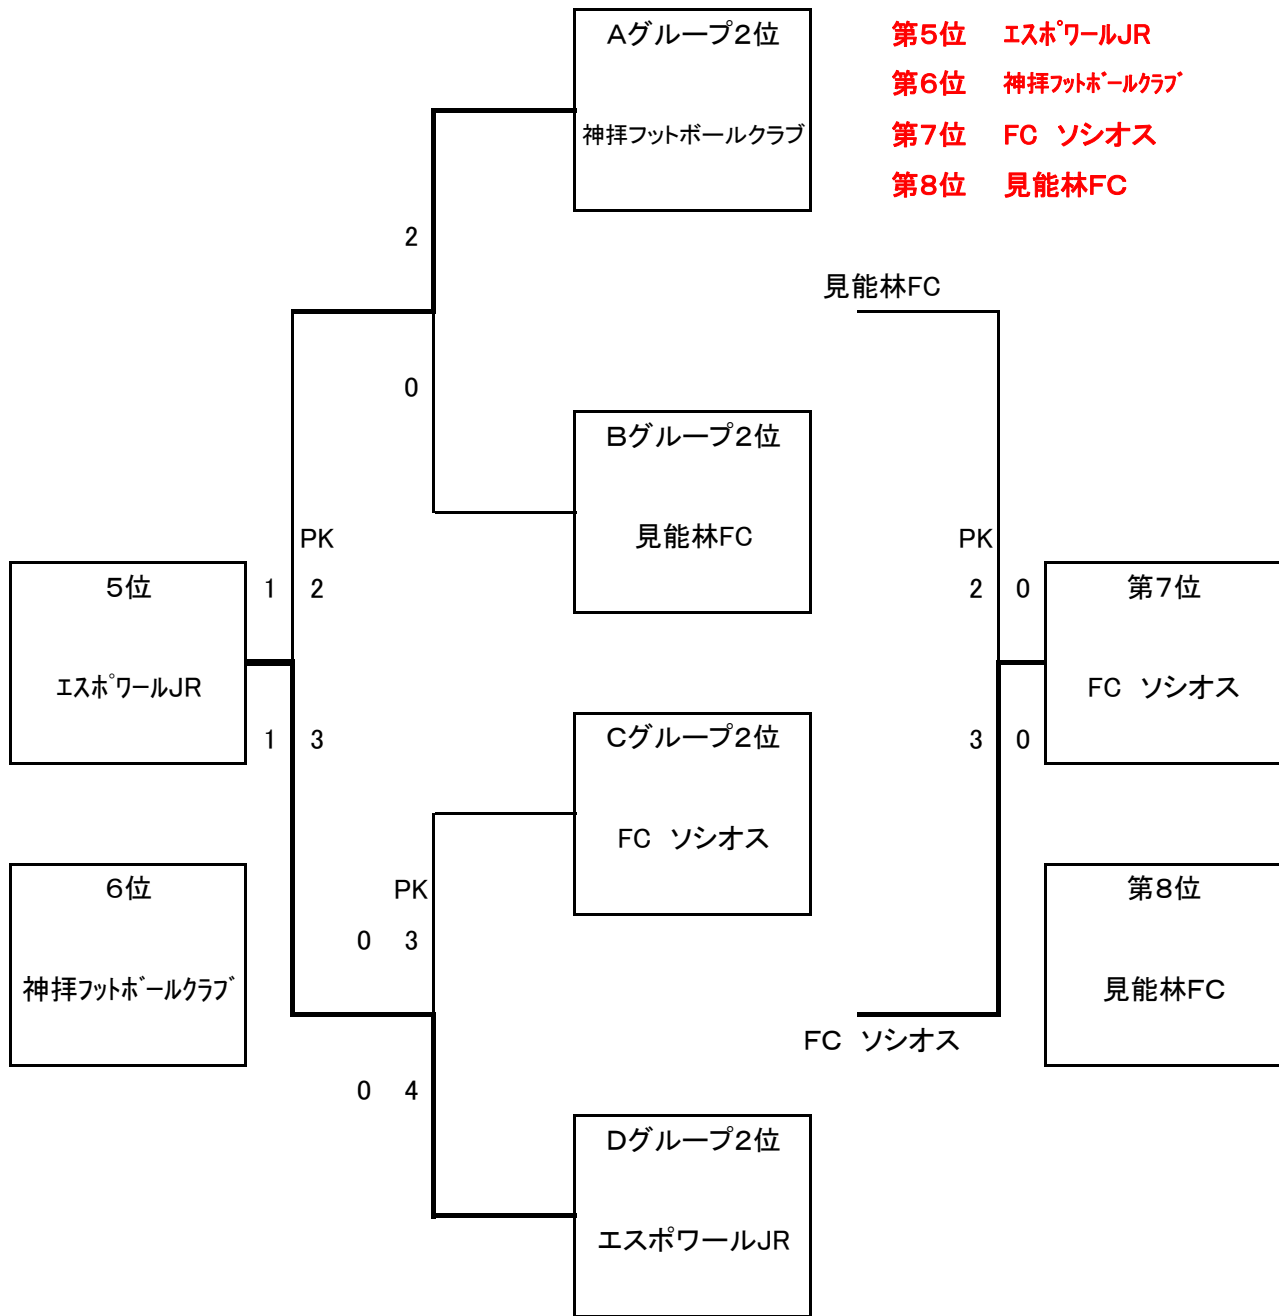 Aグループ2位
神拝フットボールクラブ
第5位 ｴｽﾎﾟﾜｰﾙJR
第6位 神拝ﾌｯﾄﾎﾞｰﾙｸﾗﾌﾞ
第7位 FC ソシオス
第8位 見能林FC
2
見能林FC
0
Bグループ2位
見能林FC
PK
PK
5位
1 2
2 0
第7位
ｴｽﾎﾟﾜｰﾙJR
FC ソシオス
1 3
Cグループ2位
3 0
FC ソシオス
6位
PK
第8位
0 3
神拝ﾌｯﾄﾎﾞｰﾙｸﾗﾌﾞ
見能林FC
FC ソシオス
0 4
Dグループ2位
エスポワールJR